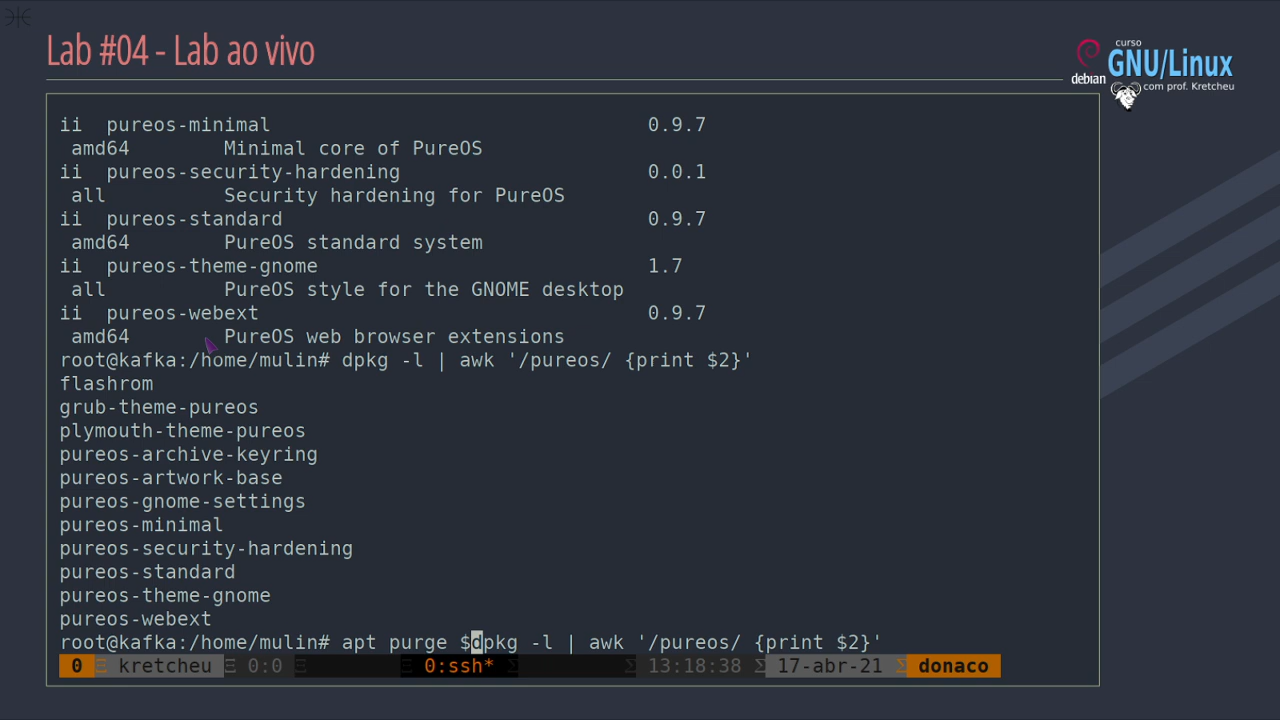 Lab #04 - Lab ao vivo
curso
GNU/Linux
debian
com prof. Kretcheu
ii  pureos-minimal                                0.9.7
 amd64        Minimal core of PureOS
ii  pureos-security-hardening                     0.0.1
 all          Security hardening for PureOS
ii  pureos-standard                               0.9.7
 amd64        PureOS standard system
ii  pureos-theme-gnome                            1.7
 all          PureOS style for the GNOME desktop
ii  pureos-webext                                 0.9.7
 amd64        PureOS web browser extensions
root@kafka:/home/mulin# dpkg -l | awk '/pureos/ {print $2}'
flashrom
grub-theme-pureos
plymouth-theme-pureos
pureos-archive-keyring
pureos-artwork-base
pureos-gnome-settings
pureos-minimal
pureos-security-hardening
pureos-standard
pureos-theme-gnome
pureos-webext
root@kafka:/home/mulin# apt purge $dpkg -l | awk '/pureos/ {print $2}'
0 Ξ kretcheu Ξ 0:0 Ξ 0:ssh* Σ Σ 13:18:38 Σ 17-abr-21 Σ donaco